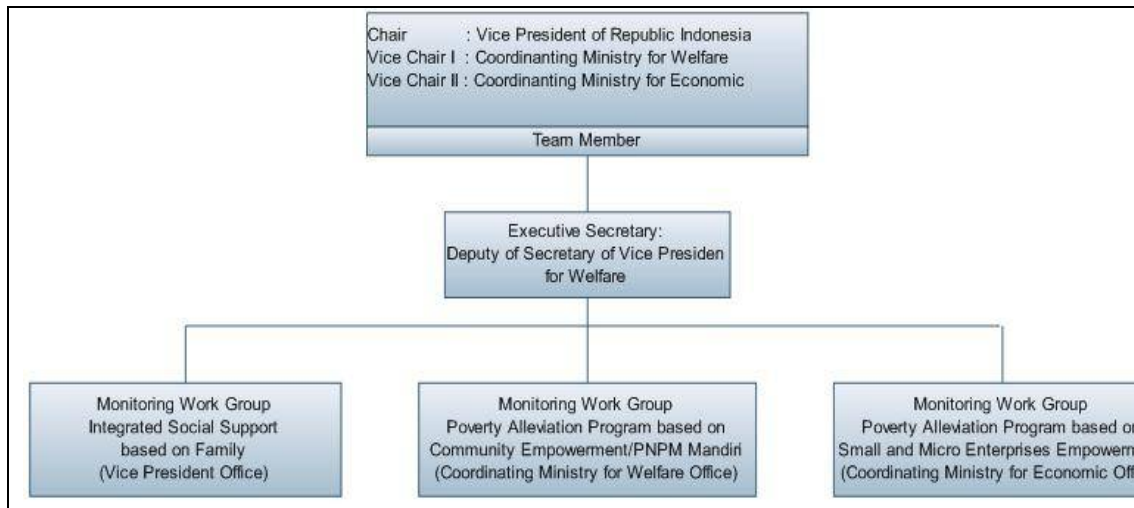 Chair : Vice President of Republic Indonesia
Vice Chair I : Coordinanting Ministry for Welfare
Vice Chair II : Coordinanting Ministry for Economic
Team Member
Executive Secretary:
Deputy of Secretary of Vice Presiden
for Welfare
Monitoring Work Group
Integrated Social Support
based on Family
(Vice President Office)
Monitoring Work Group
Poverty Alleviation Program based on
Community Empowerment/PNPM Mandiri
(Coordinating Ministry for Welfare Office)
Monitoring Work Group
Poverty Alleviation Program based
Small and Micro Enterprises
(Coordinating Ministry for Economic